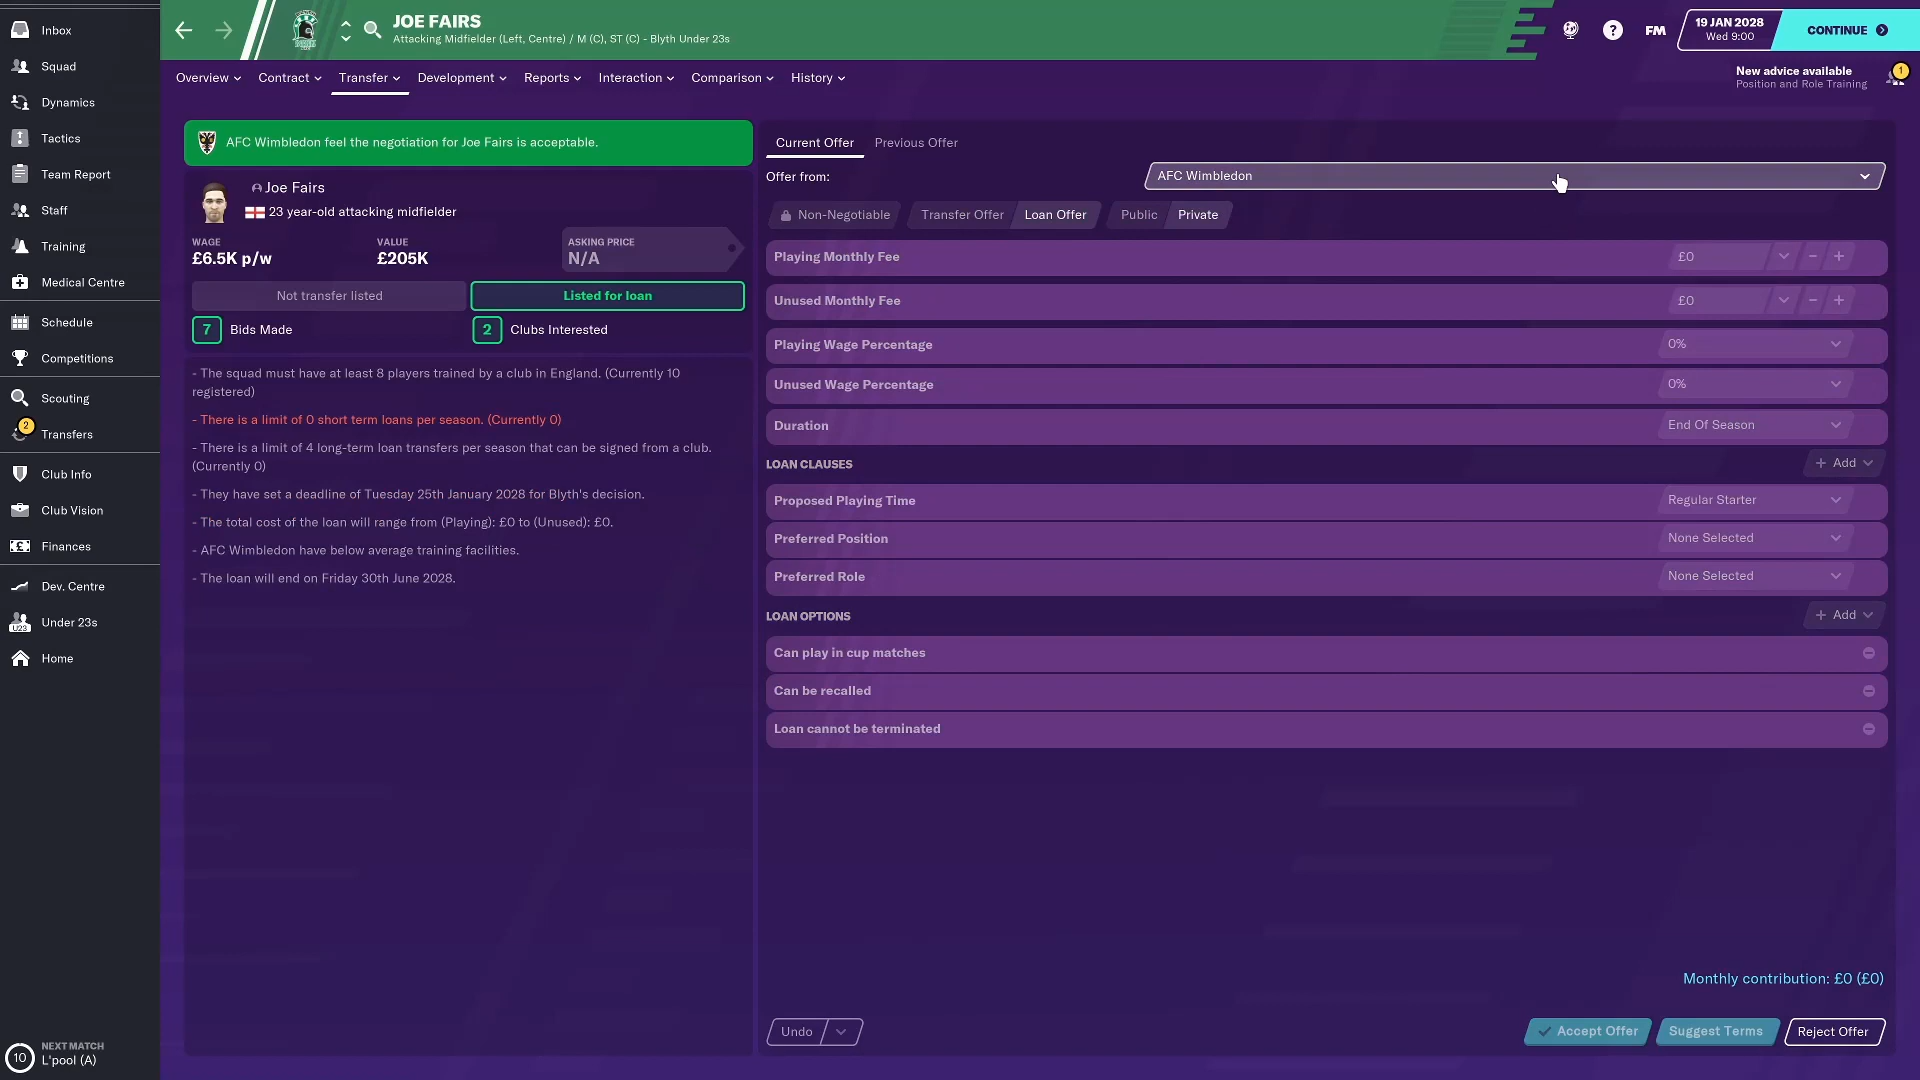 Inbox
Squad
Dynamics
Tactics
Team Report
Staff
Training
Medical Centre
Schedule
Competitions
Scouting
2
Transfers
Club Info
Club Vision
Finances
Dev. Centre
U23
Under 23s
Home
10
NEXT MATCH
L'pool (A)
JOE FAIRS
Attacking Midfielder (Left, Centre) / M (C), ST (C) - Blyth Under 23s
?
FM
19 JAN 2028
Wed 9:00
CONTINUE
Overview
Contract
Transfer
Development
Reports
Interaction
Comparison
History
New advice available
Position and Role Training
1
AFC Wimbledon feel the negotiation for Joe Fairs is acceptable.
Joe Fairs
23 year-old attacking midfielder
WAGE
£6.5K p/w
VALUE
£205K
ASKING PRICE
N/A
Not transfer listed
Listed for loan
7 Bids Made
2 Clubs Interested
- The squad must have at least 8 players trained by a club in England. (Currently 10
registered)
- There is a limit of 0 short term loans per season. (Currently 0)
- There is a limit of 4 long-term loan transfers per season that can be signed from a club.
(Currently 0)
- They have set a deadline of Tuesday 25th January 2028 for Blyth's decision.
- The total cost of the loan will range from (Playing): £0 to (Unused): £0.
- AFC Wimbledon have below average training facilities.
- The loan will end on Friday 30th June 2028.
Current Offer
Previous Offer
Offer from:
AFC Wimbledon
Non-Negotiable
Transfer Offer
Loan Offer
Public
Private
Playing Monthly Fee
£0
Unused Monthly Fee
£0
Playing Wage Percentage
0%
Unused Wage Percentage
0%
Duration
End Of Season
LOAN CLAUSES
+ Add
Proposed Playing Time
Regular Starter
Preferred Position
None Selected
Preferred Role
None Selected
LOAN OPTIONS
+ Add
Can play in cup matches
Can be recalled
Loan cannot be terminated
Monthly contribution: £0 (£0)
Undo
Accept Offer
Suggest Terms
Reject Offer